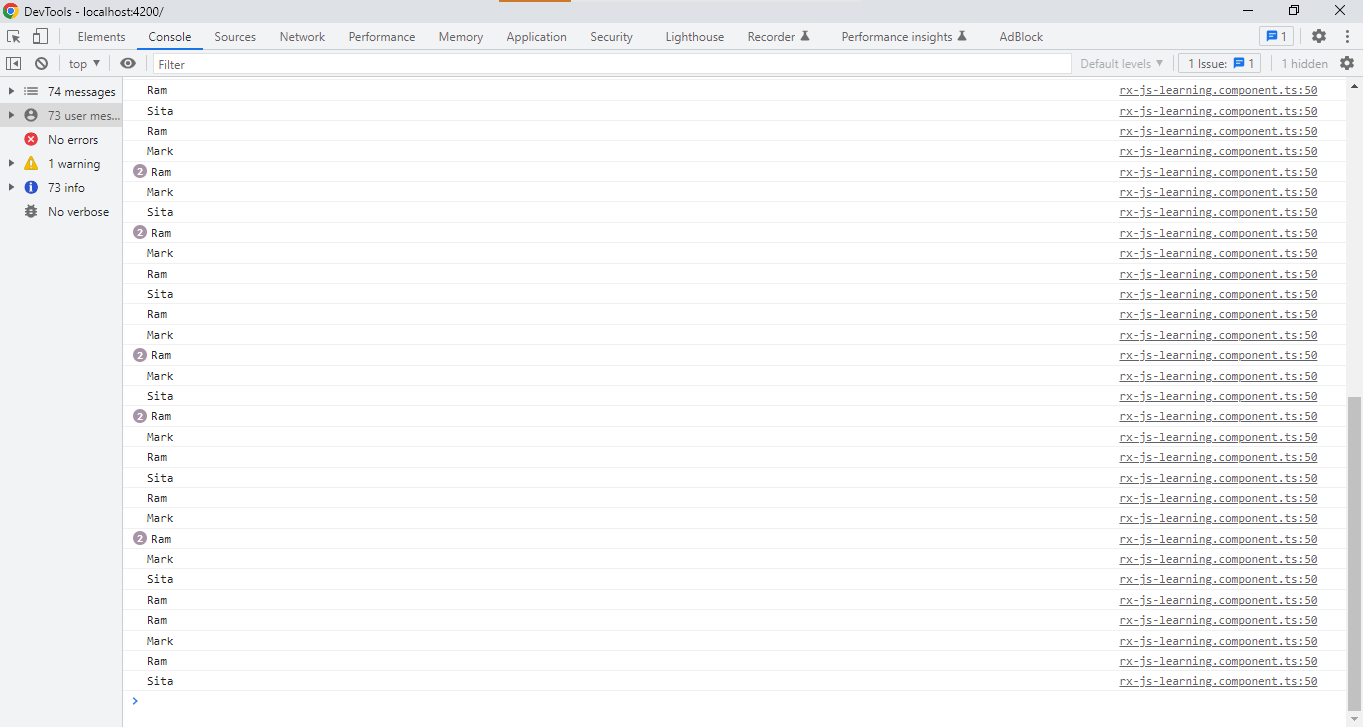 DevTools - localhost:4200/
Elements Console Sources Network Performance Memory Application Security Lighthouse Recorder Performance insights AdBlock 1
top Filter Default levels 1 Issue: 1 1 hidden
74 messages
73 user mes...
No errors
1 warning
73 info
No verbose
Ram rx-js-learning.component.ts:50
Sita rx-js-learning.component.ts:50
Ram rx-js-learning.component.ts:50
Mark rx-js-learning.component.ts:50
2 Ram rx-js-learning.component.ts:50
Mark rx-js-learning.component.ts:50
Sita rx-js-learning.component.ts:50
2 Ram rx-js-learning.component.ts:50
Mark rx-js-learning.component.ts:50
Ram rx-js-learning.component.ts:50
Sita rx-js-learning.component.ts:50
Ram rx-js-learning.component.ts:50
Mark rx-js-learning.component.ts:50
2 Ram rx-js-learning.component.ts:50
Mark rx-js-learning.component.ts:50
Sita rx-js-learning.component.ts:50
2 Ram rx-js-learning.component.ts:50
Mark rx-js-learning.component.ts:50
Ram rx-js-learning.component.ts:50
Sita rx-js-learning.component.ts:50
Ram rx-js-learning.component.ts:50
Mark rx-js-learning.component.ts:50
2 Ram rx-js-learning.component.ts:50
Mark rx-js-learning.component.ts:50
Sita rx-js-learning.component.ts:50
Ram rx-js-learning.component.ts:50
Ram rx-js-learning.component.ts:50
Mark rx-js-learning.component.ts:50
Ram rx-js-learning.component.ts:50
Sita rx-js-learning.component.ts:50